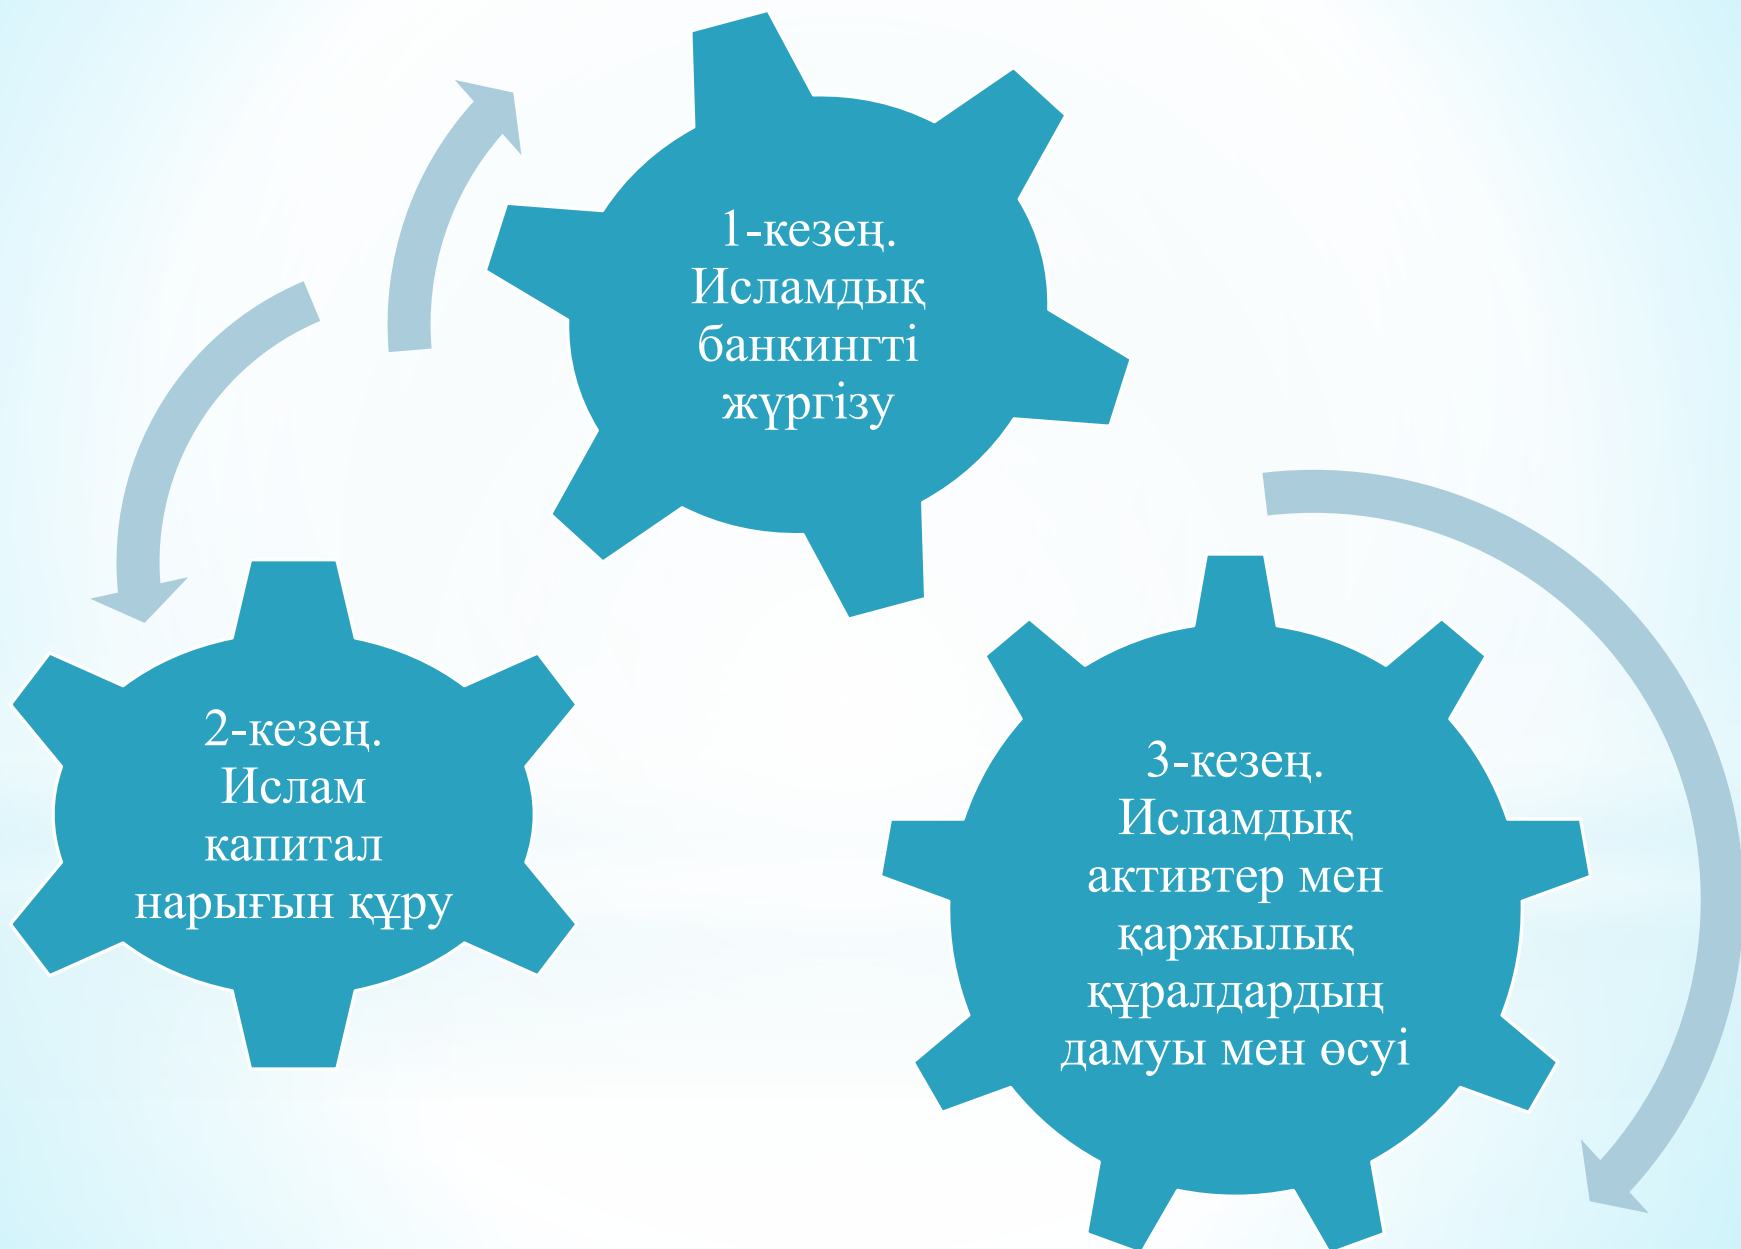 1-кезең.
Исламдық
банкингті
жүргізу
2-кезең.
Ислам
капитал
нарығын құру
3-кезең.
Исламдық
активтер мен
қаржылық
құралдардың
дамуы мен өсуі